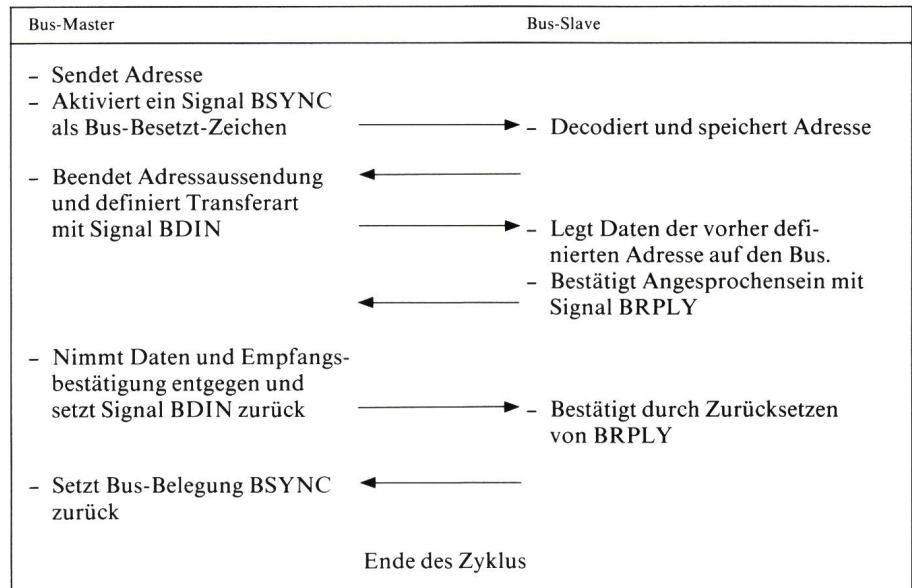 Bus-Master Bus-Slave
– Sendet Adresse
– Aktiviert ein Signal BSYNC
als Bus-Besetzt-Zeichen
– Decodiert und speichert Adresse
– Beendet Adressaussendung
und definiert Transferart
mit Signal BDIN
– Legt Daten der vorher defi-
nierten Adresse auf den Bus.
– Bestätigt Angesprochensein mit
Signal BRPLY
– Nimmt Daten und Empfangs-
bestätigung entgegen und
setzt Signal BDIN zurück
– Bestätigt durch Zurücksetzen
von BRPLY
– Setzt Bus-Belegung BSYNC
zurück
Ende des Zyklus